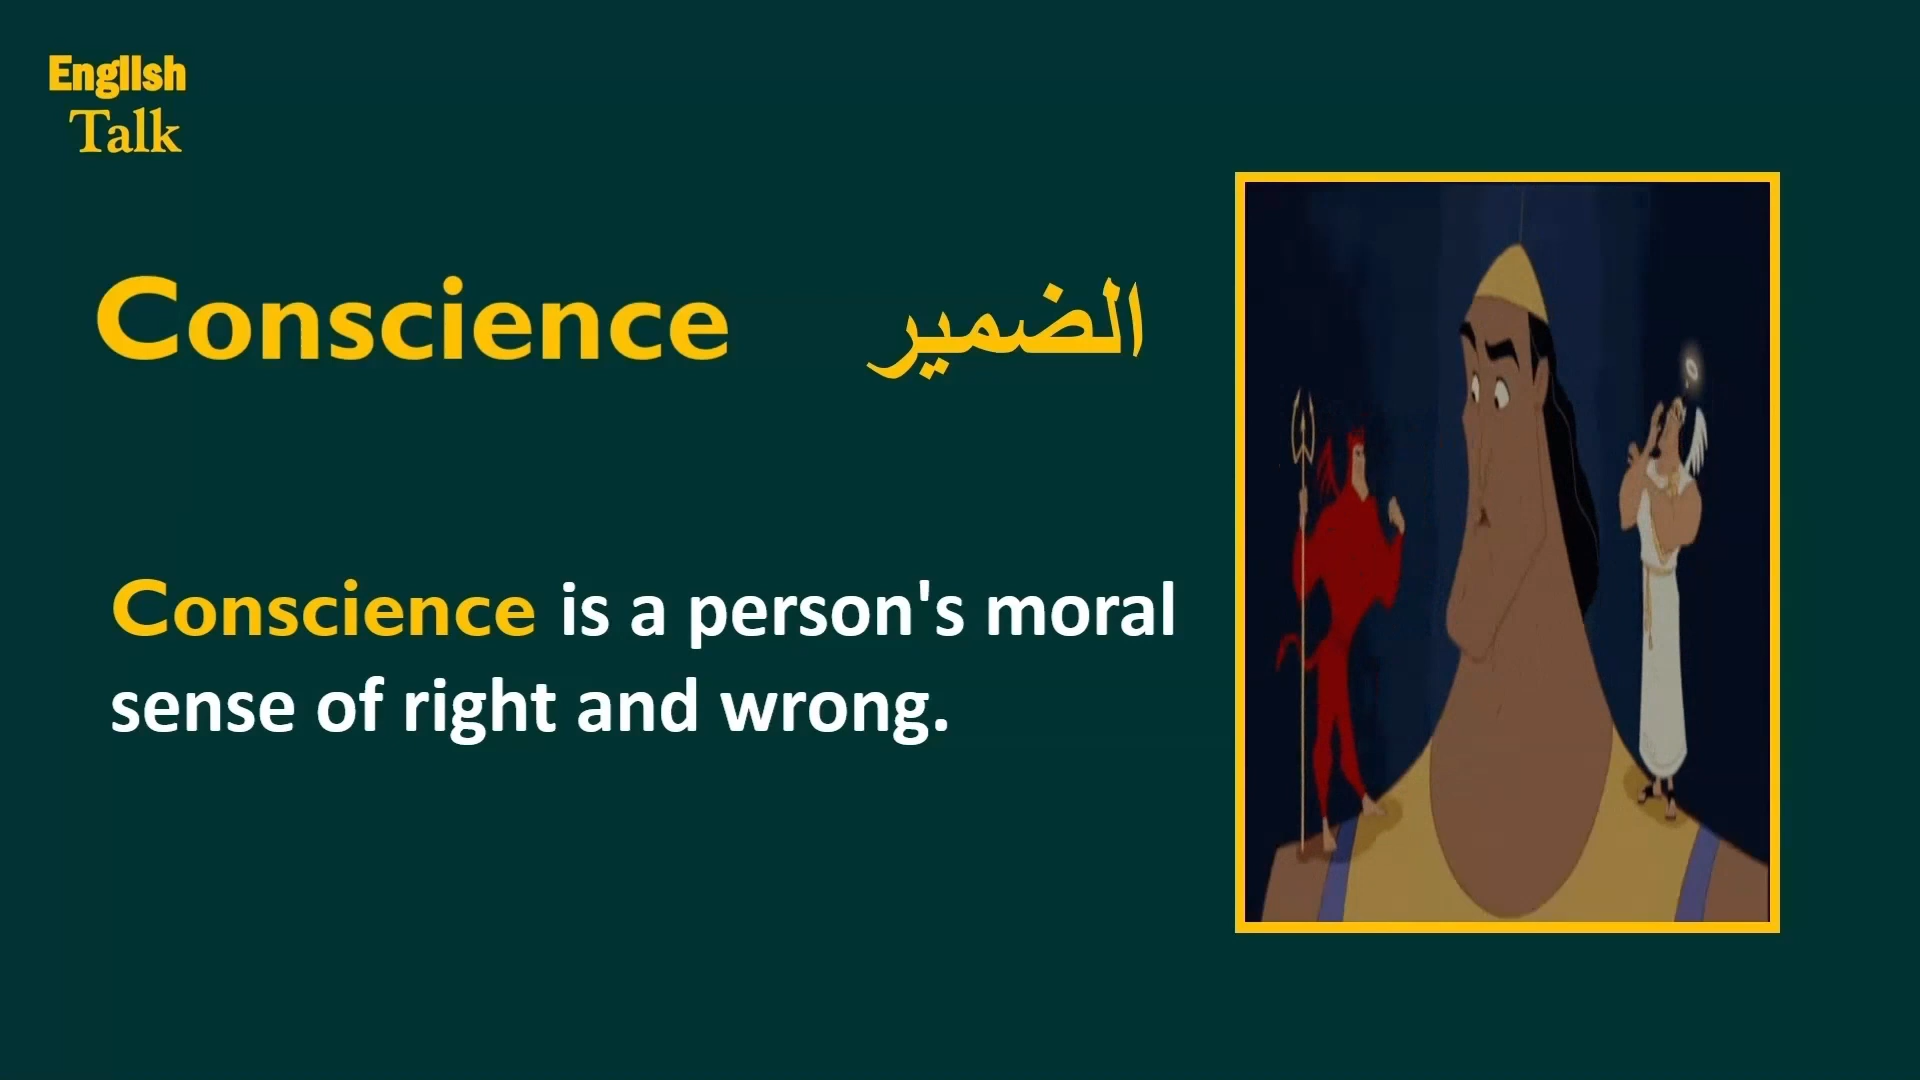 English
Talk
Conscience الضمير
Conscience is a person's moral
sense of right and wrong.